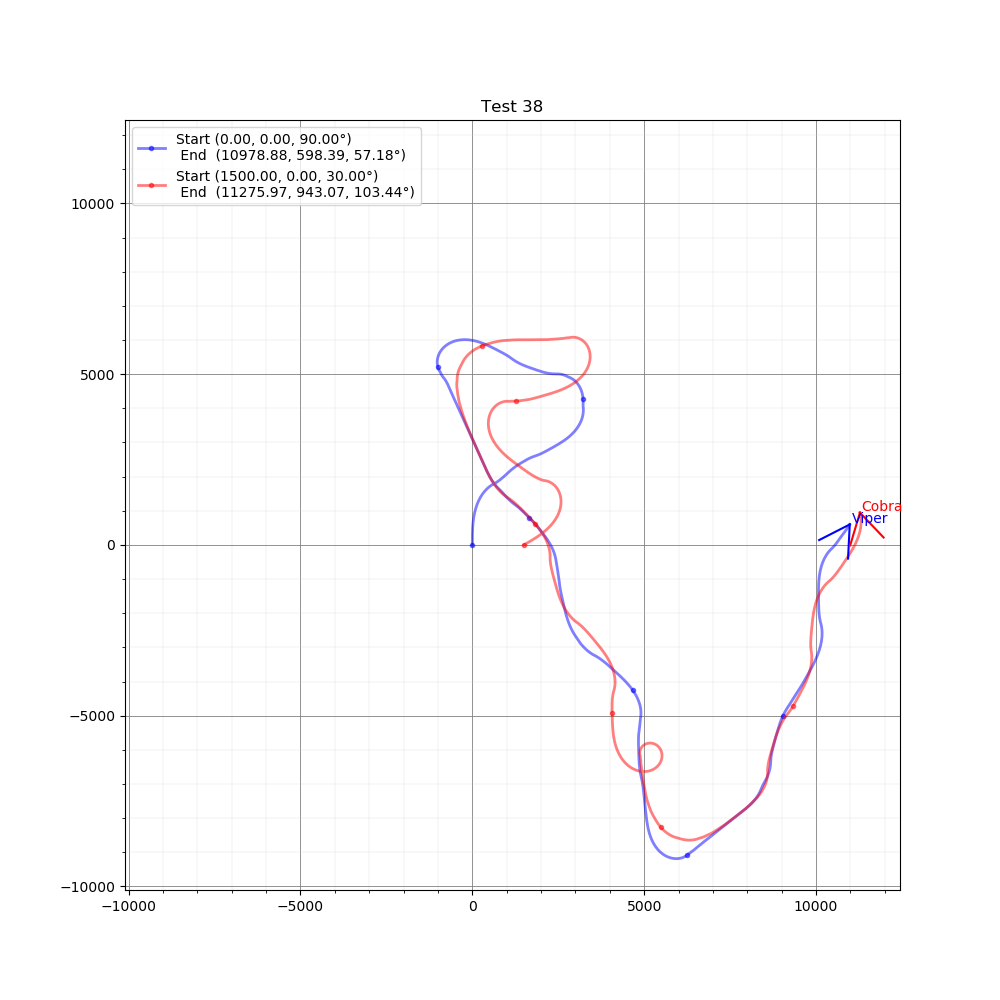 Test 38
Start (0.00, 0.00, 90.00°)
End (10978.88, 598.39, 57.18°)
Start (1500.00, 0.00, 30.00°)
End (11275.97, 943.07, 103.44°)
10000
5000
0
−5000
−10000
Cobra
Viper
−10000
−5000
0
5000
10000